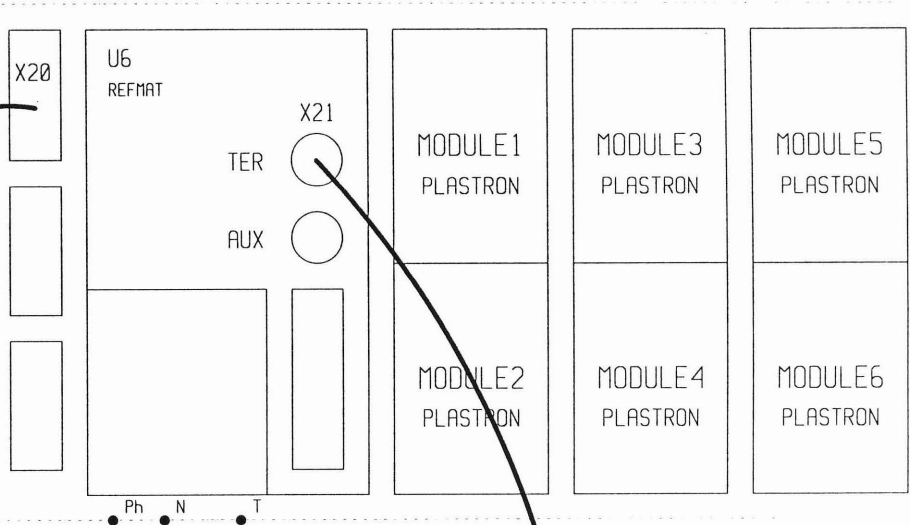 X20
U6
REFMAT
X21
TER
AUX
MODULE1
PLASTRON
MODULE3
PLASTRON
MODULE5
PLASTRON
MODULE2
PLASTRON
MODULE4
PLASTRON
MODULE6
PLASTRON
Ph N T